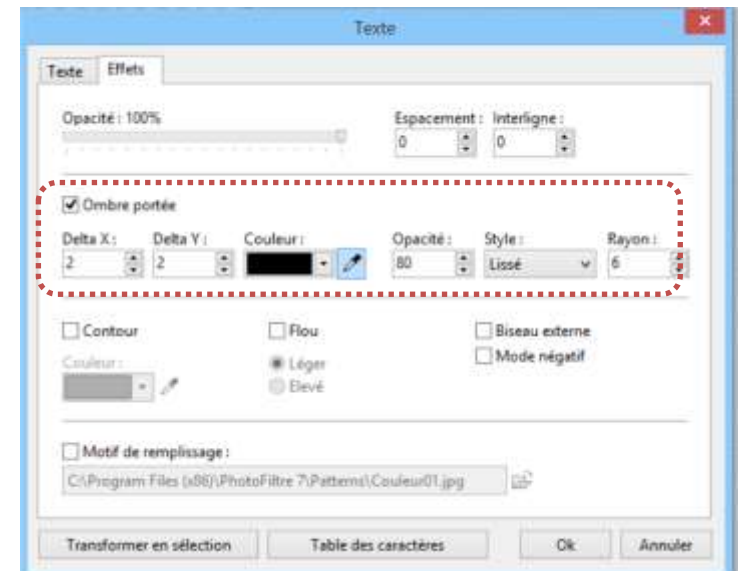 Texte
Texte Effets
Opacité : 100% Espacement : Interligne :
0 0
Ombre portée
Delta X : Delta Y : Couleur : Opacité : Style : Rayon :
2 2 80 Lissé 6
Contour Flou Biseau externe
Couleur : Léger Mode négatif
Elevé
Motif de remplissage :
C:\Program Files (x86)\PhotoFiltre 7\Patterns\Couleur01.jpg
Transformer en sélection Table des caractères Ok Annuler